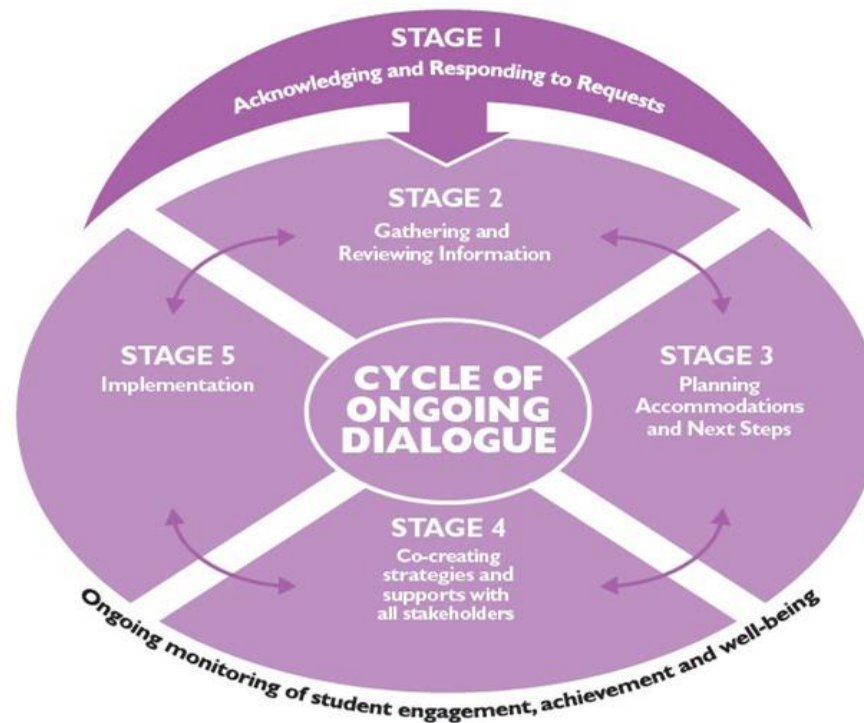 STAGE 1
Acknowledging and Responding to Requests
STAGE 2
Gathering and
Reviewing Information
STAGE 5
Implementation
STAGE 3
Planning
Accommodations
and Next Steps
CYCLE OF
ONGOING
DIALOGUE
STAGE 4
Co-creating
strategies and
supports with
all stakeholders
Ongoing monitoring of student engagement, achievement and well-being